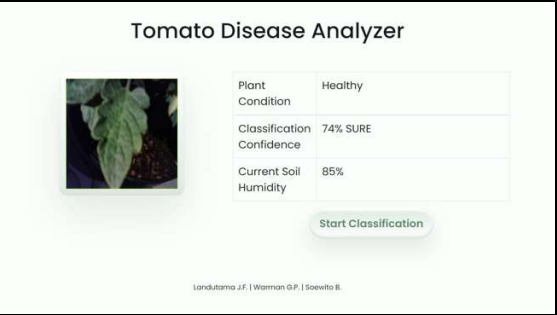 Tomato Disease Analyzer
Plant Healthy
Condition
Classification 74% SURE
Confidence
Current Soil 85%
Humidity
Start Classification
Landutama J.F. | Warman G.P. | Soewito B.